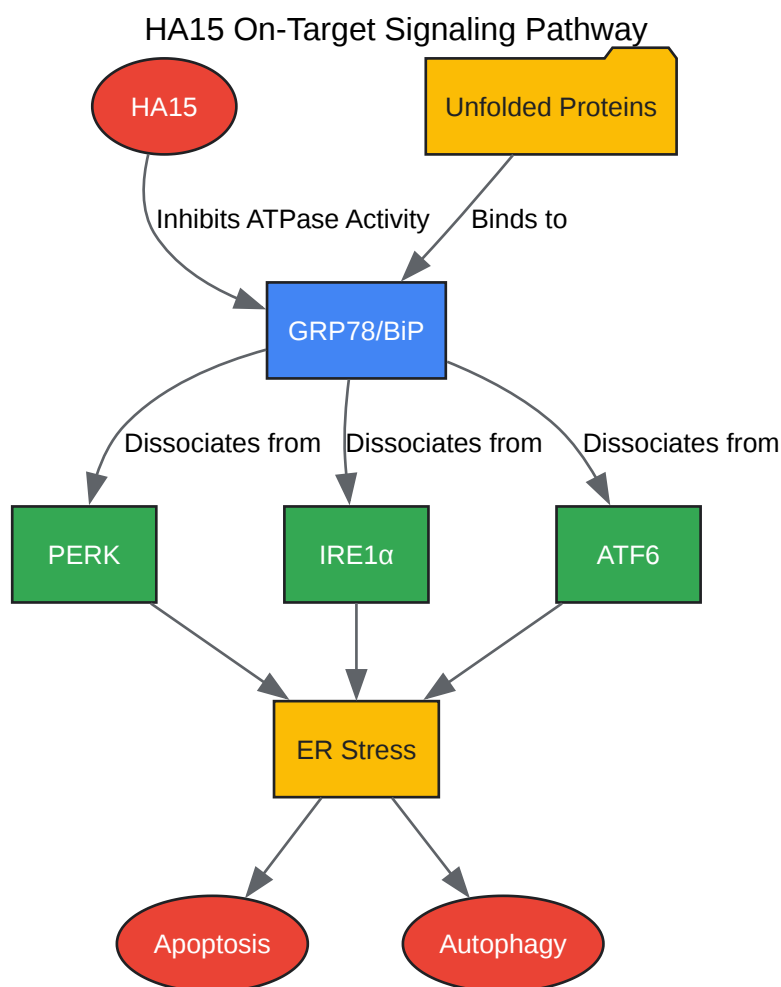 HA15 On-Target Signaling Pathway
HA15
Unfolded Proteins
Inhibits ATPase Activity
Binds to
GRP78/BiP
Dissociates from
Dissociates from
Dissociates from
PERK
IRE1α
ATF6
ER Stress
Apoptosis
Autophagy